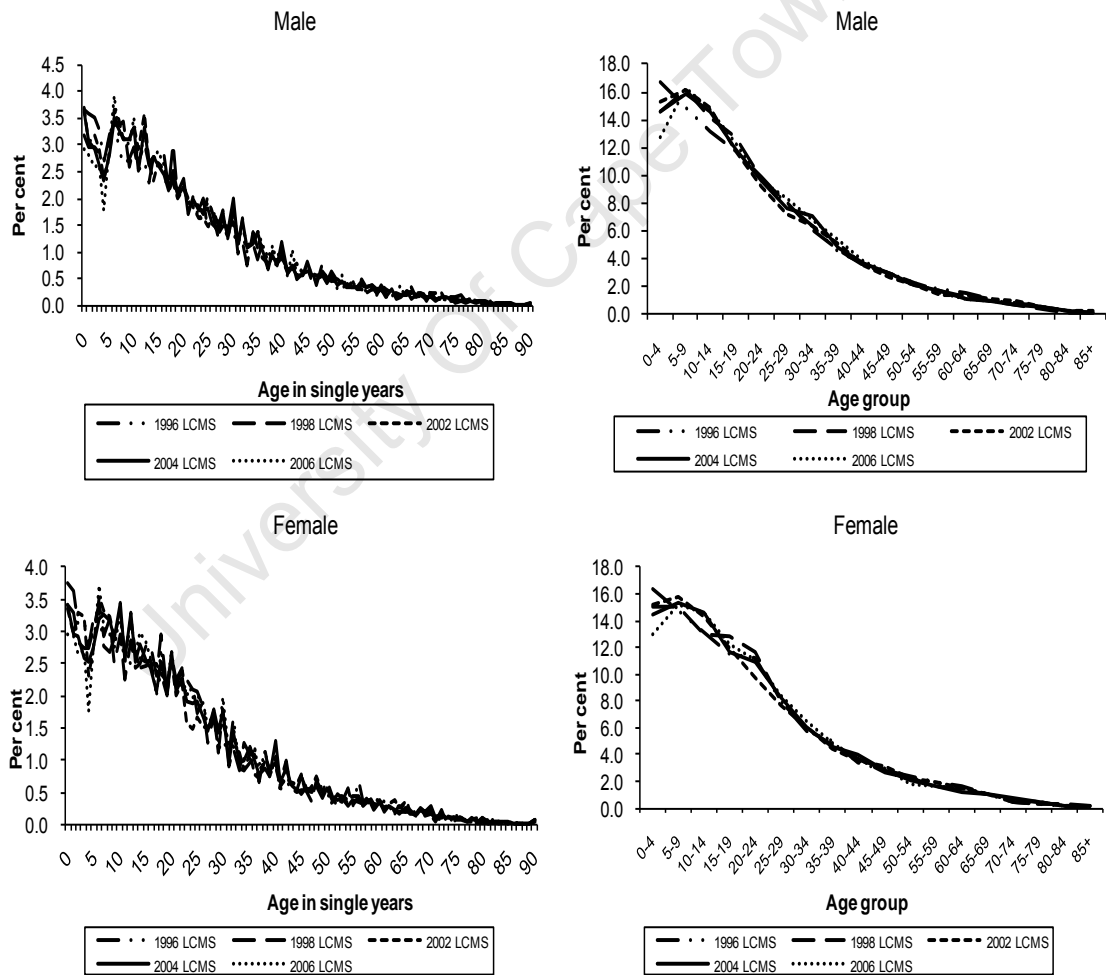 Male
Per cent
4.5
4.0
3.5
3.0
2.5
2.0
1.5
1.0
0.5
0.0
0 5 10 15 20 25 30 35 40 45 50 55 60 65 70 75 80 85 90
Age in single years
1996 LCMS 1998 LCMS 2002 LCMS
2004 LCMS 2006 LCMS
Male
Per cent
18.0
16.0
14.0
12.0
10.0
8.0
6.0
4.0
2.0
0.0
0-4 5-9 10-14 15-19 20-24 25-29 30-34 35-39 40-44 45-49 50-54 55-59 60-64 65-69 70-74 75-79 80-84 85+
Age group
1996 LCMS 1998 LCMS 2002 LCMS
2004 LCMS 2006 LCMS
Female
Per cent
4.0
3.5
3.0
2.5
2.0
1.5
1.0
0.5
0.0
0 5 10 15 20 25 30 35 40 45 50 55 60 65 70 75 80 85 90
Age in single years
1996 LCMS 1998 LCMS 2002 LCMS
2004 LCMS 2006 LCMS
Female
Per cent
18.0
16.0
14.0
12.0
10.0
8.0
6.0
4.0
2.0
0.0
0-4 5-9 10-14 15-19 20-24 25-29 30-34 35-39 40-44 45-49 50-54 55-59 60-64 65-69 70-74 75-79 80-84 85+
Age group
1996 LCMS 1998 LCMS 2002 LCMS
2004 LCMS 2006 LCMS
University Of Cape Tow